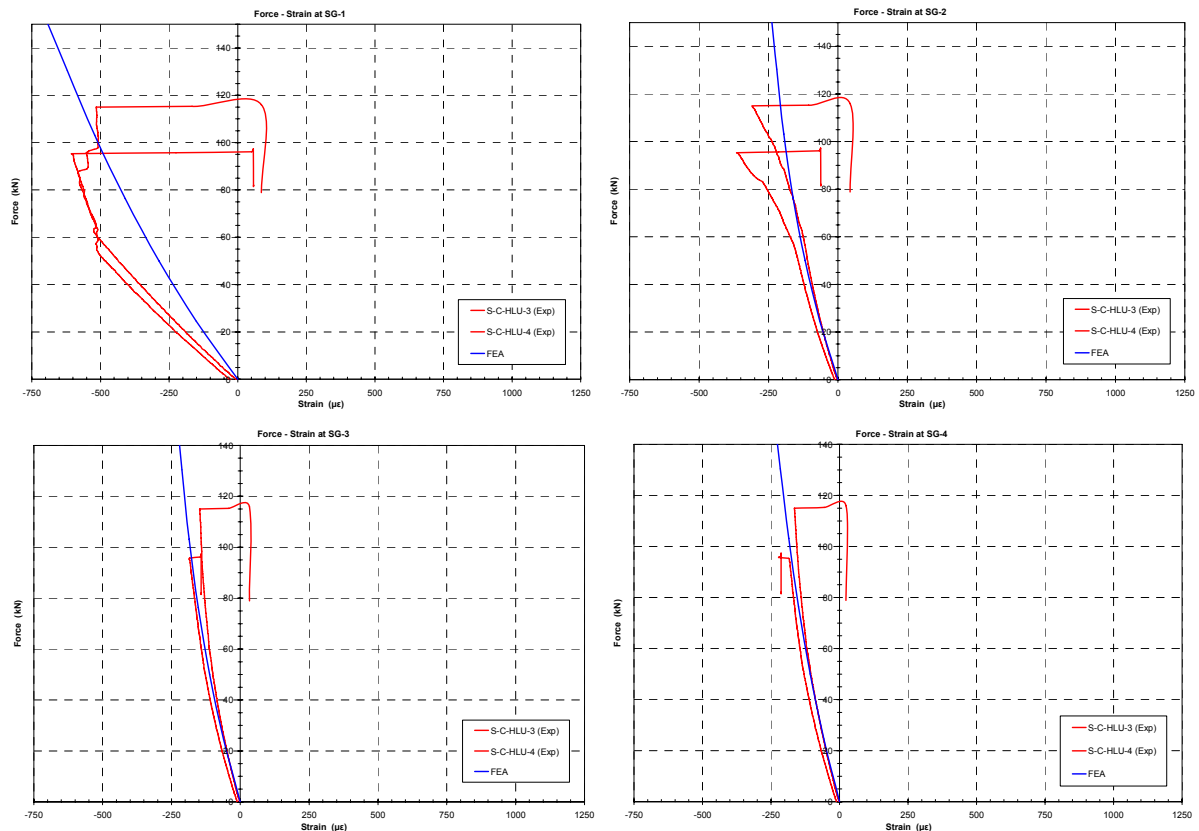 Force - Strain at SG-1
140
120
100
80
60
40
20
0
-750 -500 -250 0 250 500 750 1000 1250
Force (kN)
Strain (µε)
S-C-HLU-3 (Exp)
S-C-HLU-4 (Exp)
FEA
Force - Strain at SG-2
140
120
100
80
60
40
20
0
-750 -500 -250 0 250 500 750 1000 1250
Force (kN)
Strain (µε)
S-C-HLU-3 (Exp)
S-C-HLU-4 (Exp)
FEA
Force - Strain at SG-3
140
120
100
80
60
40
20
0
-750 -500 -250 0 250 500 750 1000 1250
Force (kN)
Strain (µε)
S-C-HLU-3 (Exp)
S-C-HLU-4 (Exp)
FEA
Force - Strain at SG-4
140
120
100
80
60
40
20
0
-750 -500 -250 0 250 500 750 1000 1250
Force (kN)
Strain (µε)
S-C-HLU-3 (Exp)
S-C-HLU-4 (Exp)
FEA